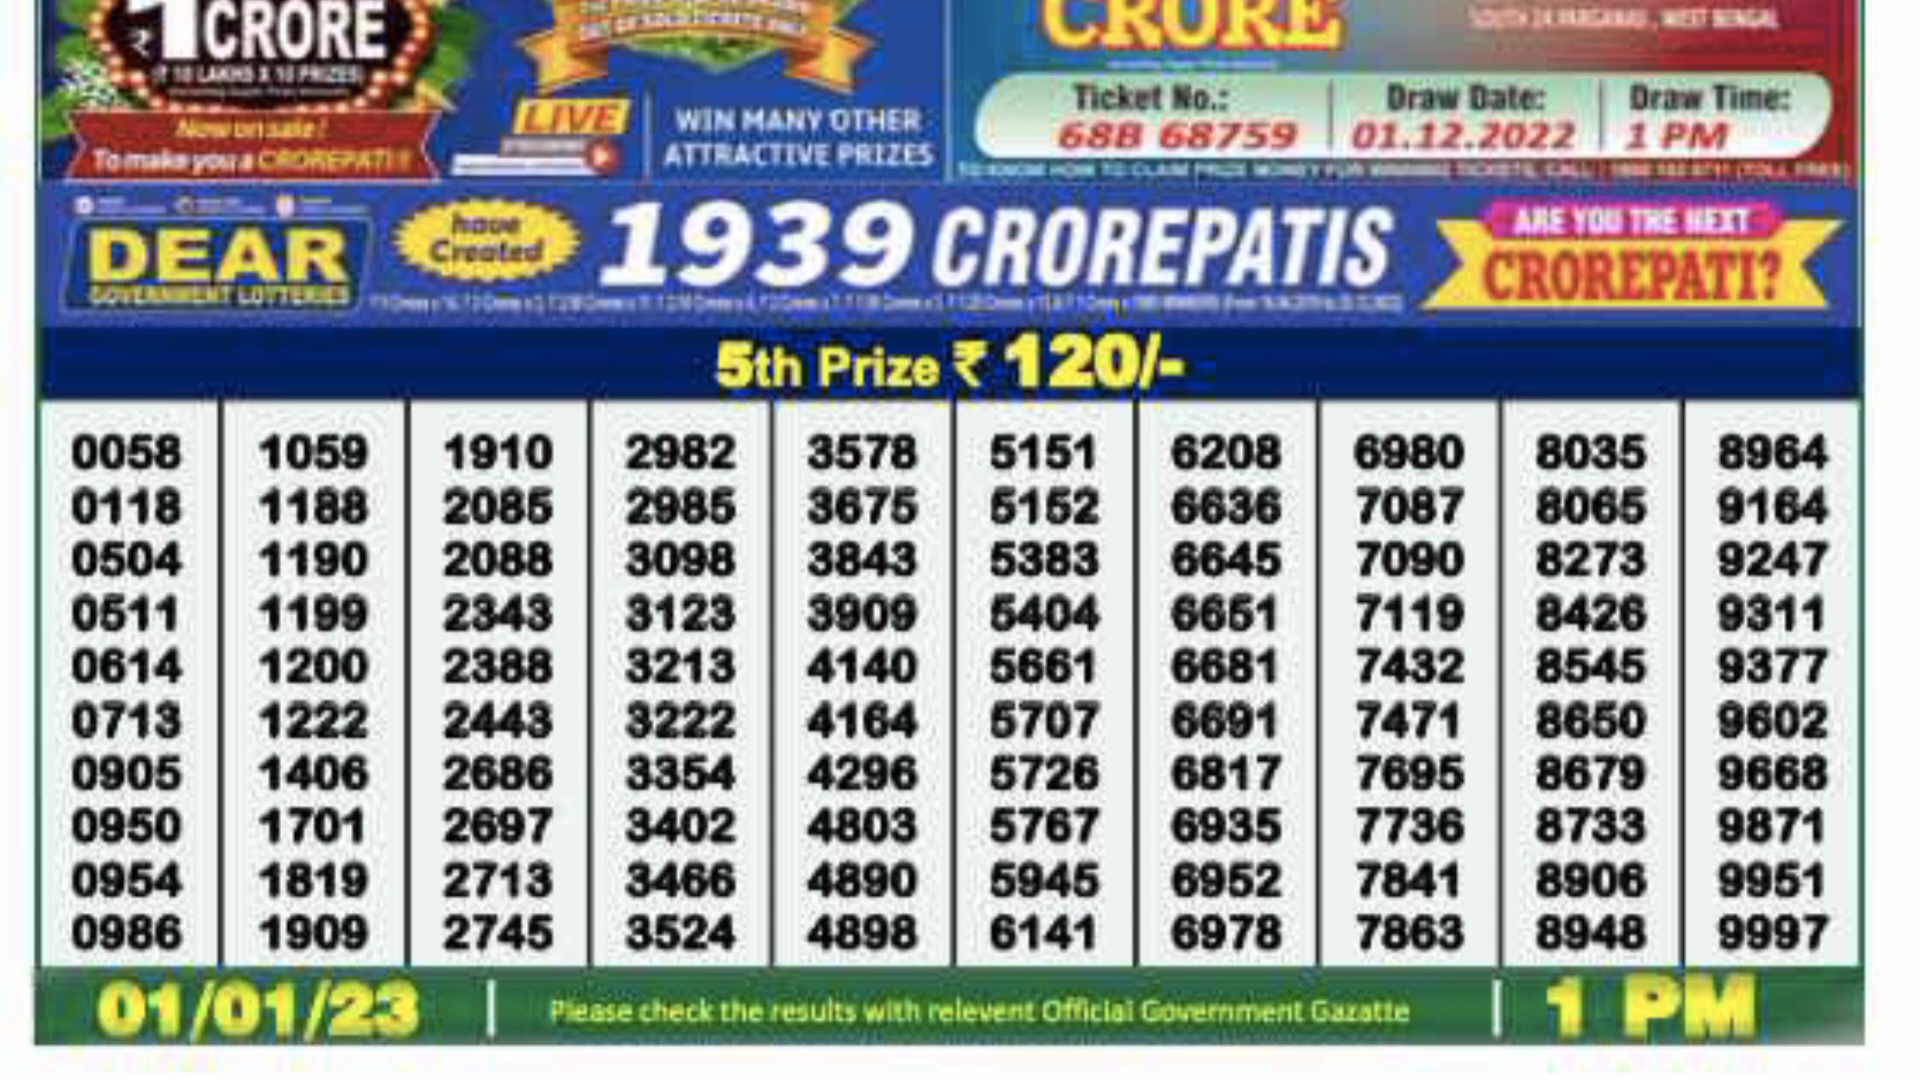 ₹ 1 CRORE
(₹ 10 LAKHS X 10 PRIZES)
Now on sale!
To make you a CROREPATI!!
LIVE
WIN MANY OTHER
ATTRACTIVE PRIZES
CRORE
SOUTH 24 PARGANAS, WEST BENGAL
Ticket No.: Draw Date: Draw Time:
68B 68759 01.12.2022 1 PM
DEAR
GOVERNMENT LOTTERIES
have
Created
1939 CROREPATIS
ARE YOU THE NEXT
CROREPATI?
5th Prize ₹ 120/-
0058 1059 1910 2982 3578 5151 6208 6980 8035 8964
0118 1188 2085 2985 3675 5152 6636 7087 8065 9164
0504 1190 2088 3098 3843 5383 6645 7090 8273 9247
0511 1199 2343 3123 3909 5404 6651 7119 8426 9311
0614 1200 2388 3213 4140 5661 6681 7432 8545 9377
0713 1222 2443 3222 4164 5707 6691 7471 8650 9602
0905 1406 2686 3354 4296 5726 6817 7695 8679 9668
0950 1701 2697 3402 4803 5767 6935 7736 8733 9871
0954 1819 2713 3466 4890 5945 6952 7841 8906 9951
0986 1909 2745 3524 4898 6141 6978 7863 8948 9997
01/01/23 | Please check the results with relevent Official Government Gazatte | 1 PM